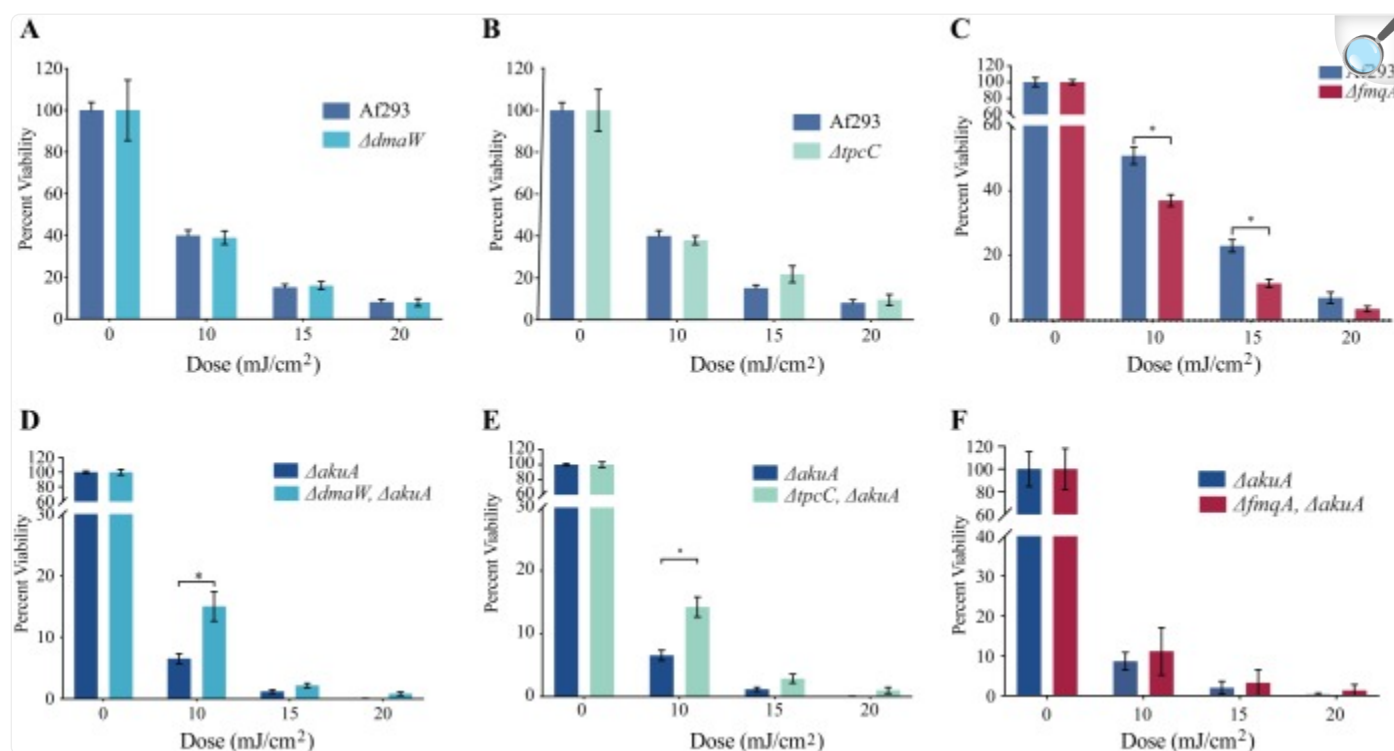 A
Percent Viability
120
100
80
60
40
20
0
Af293
ΔdmaW
0 10 15 20
Dose (mJ/cm²)
B
Percent Viability
120
100
80
60
40
20
0
Af293
ΔtpcC
0 10 15 20
Dose (mJ/cm²)
C
Percent Viability
120
100
80
60
60
40
20
0
Af293
ΔfmqA
*
*
0 10 15 20
Dose (mJ/cm²)
D
Percent Viability
120
100
80
60
30
20
10
0
ΔakuA
ΔdmaW, ΔakuA
*
0 10 15 20
Dose (mJ/cm²)
E
Percent Viability
120
100
80
60
30
20
10
0
ΔakuA
ΔtpcC, ΔakuA
*
0 10 15 20
Dose (mJ/cm²)
F
Percent Viability
120
100
80
60
40
30
20
10
0
ΔakuA
ΔfmqA, ΔakuA
0 10 15 20
Dose (mJ/cm²)